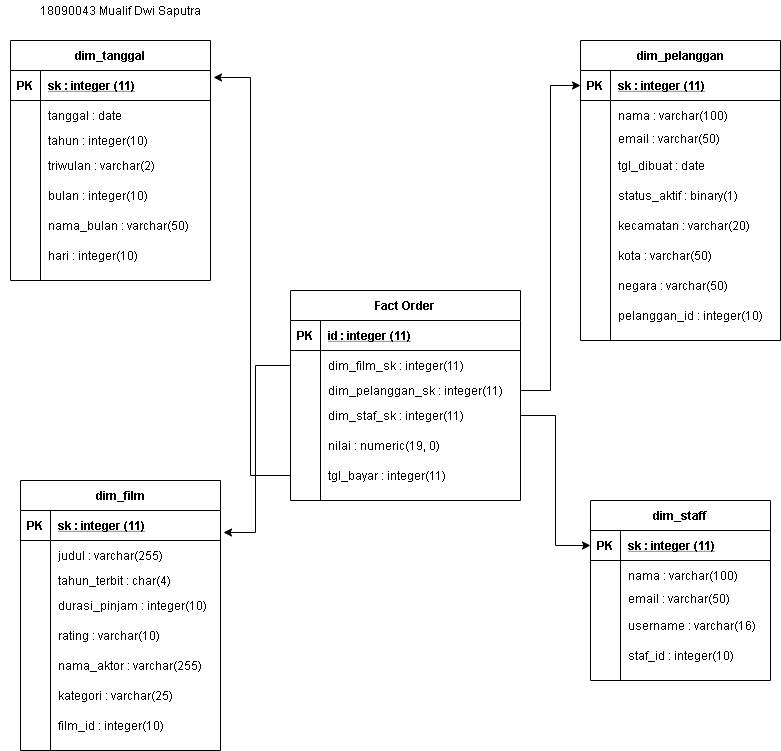 18090043 Mualif Dwi Saputra
dim_tanggal
PK sk : integer (11)
tanggal : date
tahun : integer(10)
triwulan : varchar(2)
bulan : integer(10)
nama_bulan : varchar(50)
hari : integer(10)
dim_pelanggan
PK sk : integer (11)
nama : varchar(100)
email : varchar(50)
tgl_dibuat : date
status_aktif : binary(1)
kecamatan : varchar(20)
kota : varchar(50)
negara : varchar(50)
pelanggan_id : integer(10)
Fact Order
PK id : integer (11)
dim_film_sk : integer(11)
dim_pelanggan_sk : integer(11)
dim_staf_sk : integer(11)
nilai : numeric(19, 0)
tgl_bayar : integer(11)
dim_film
PK sk : integer (11)
judul : varchar(255)
tahun_terbit : char(4)
durasi_pinjam : integer(10)
rating : varchar(10)
nama_aktor : varchar(255)
kategori : varchar(25)
film_id : integer(10)
dim_staff
PK sk : integer (11)
nama : varchar(100)
email : varchar(50)
username : varchar(16)
staf_id : integer(10)